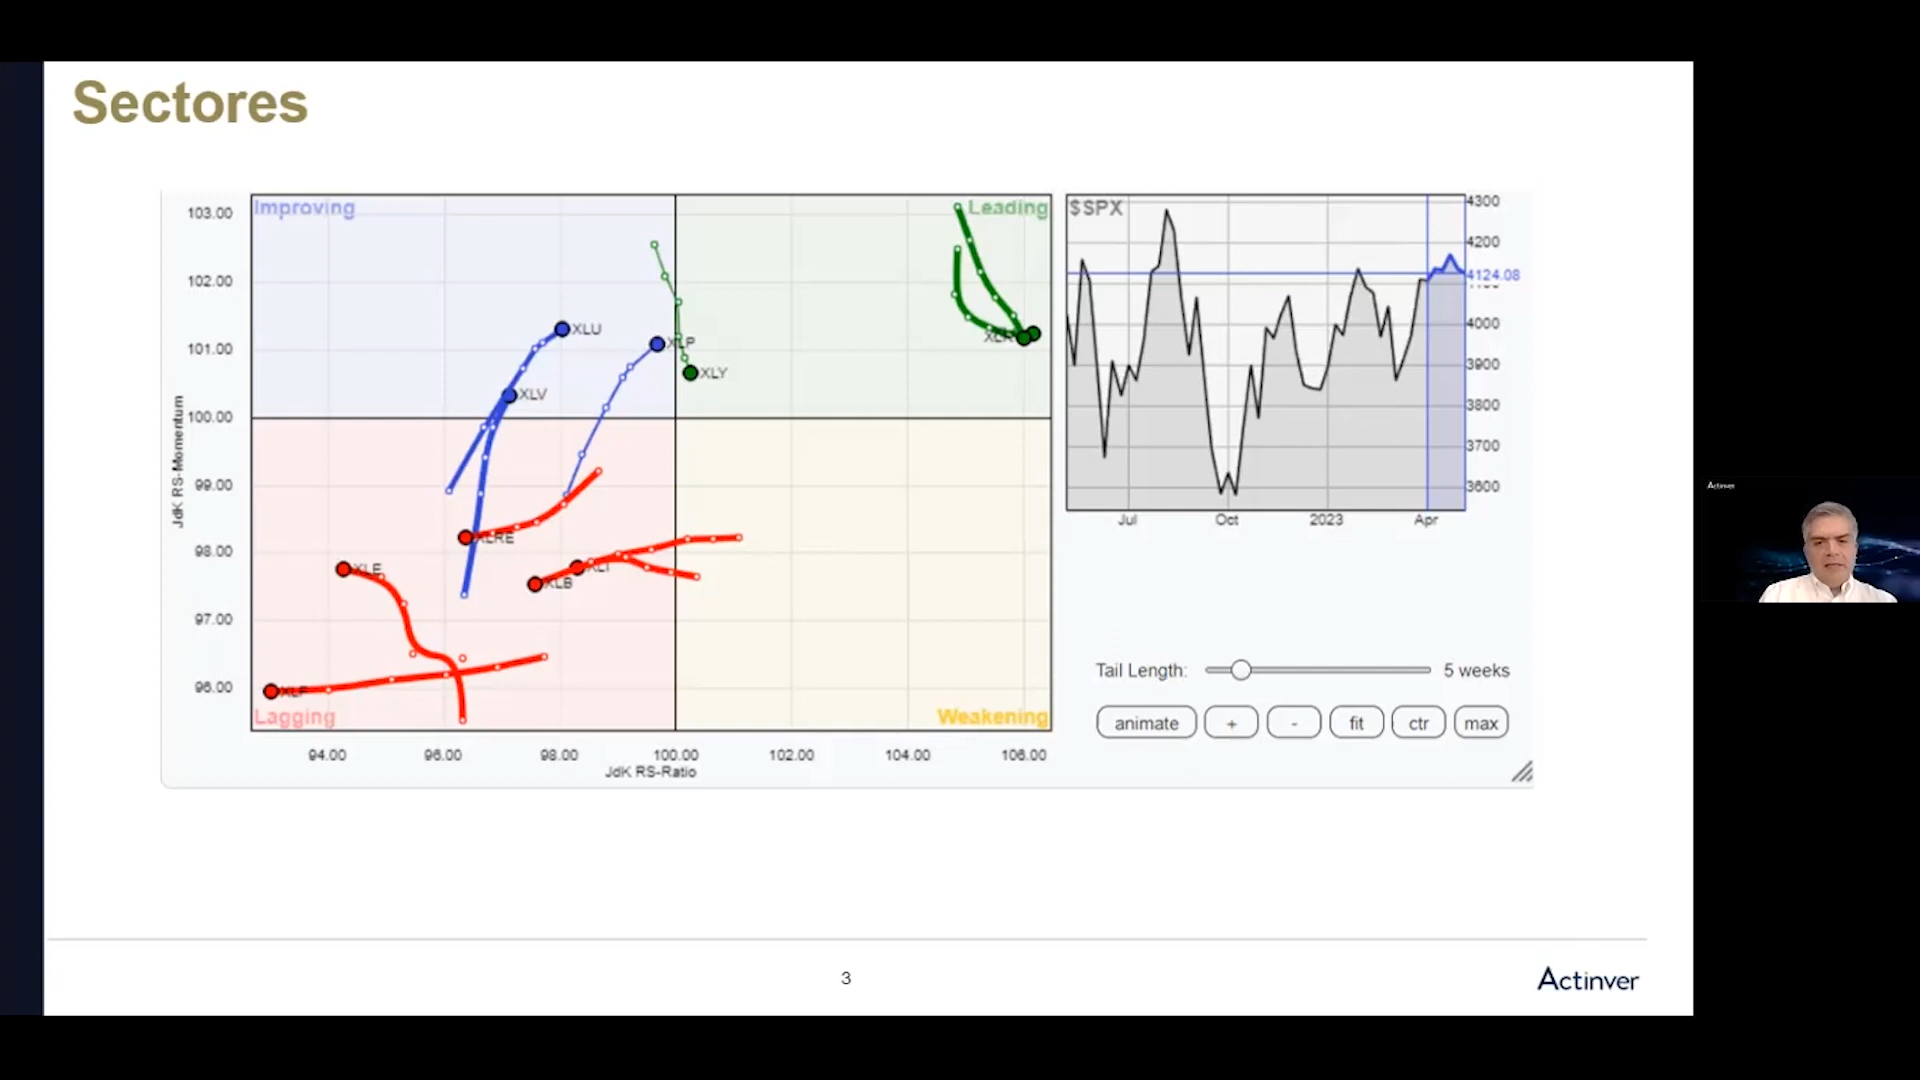 Sectores
Improving
Leading
Lagging
Weakening
JdK RS-Momentum
103.00
102.00
101.00
100.00
99.00
98.00
97.00
96.00
94.00
96.00
98.00
100.00
102.00
104.00
106.00
JdK RS-Ratio
XLU
XLP
XLY
XLV
XLRE
XLE
XLI
XLB
XLF
$SPX
4300
4200
4124.08
4000
3900
3800
3700
3600
Jul
Oct
2023
Apr
Tail Length:
5 weeks
animate
+
-
fit
ctr
max
Actinver
3
Actinver